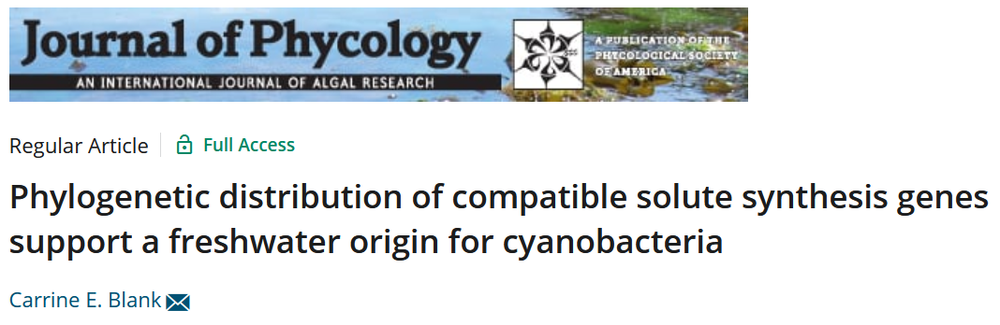 Journal of Phycology
AN INTERNATIONAL JOURNAL OF ALGAL RESEARCH
A PUBLICATION OF THE
PHYCOLOGICAL SOCIETY
OF AMERICA
Regular Article
Full Access
Phylogenetic distribution of compatible solute synthesis genes
support a freshwater origin for cyanobacteria
Carrine E. Blank